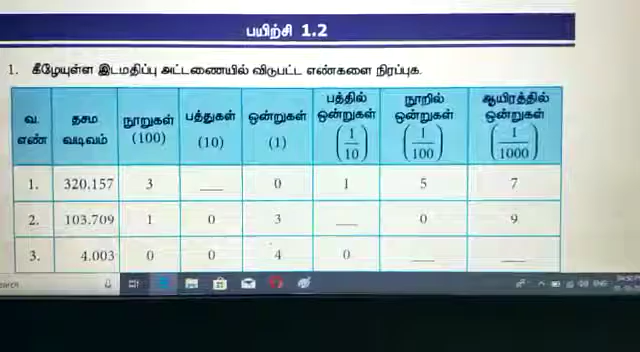 பயிற்சி 1.2
1. கீழேயுள்ள இடமதிப்பு அட்டணையில் விடுபட்ட எண்களை நிரப்புக.
வ. எண் தசம வடிவம் நூறுகள் (100) பத்துகள் (10) ஒன்றுகள் (1) பத்தில் ஒன்றுகள் (1/10) நூறில் ஒன்றுகள் (1/100) ஆயிரத்தில் ஒன்றுகள் (1/1000)
1. 320.157 3 ___ 0 1 5 7
2. 103.709 1 0 3 ___ 0 9
3. 4.003 0 0 4 0 ___ ___
ENG